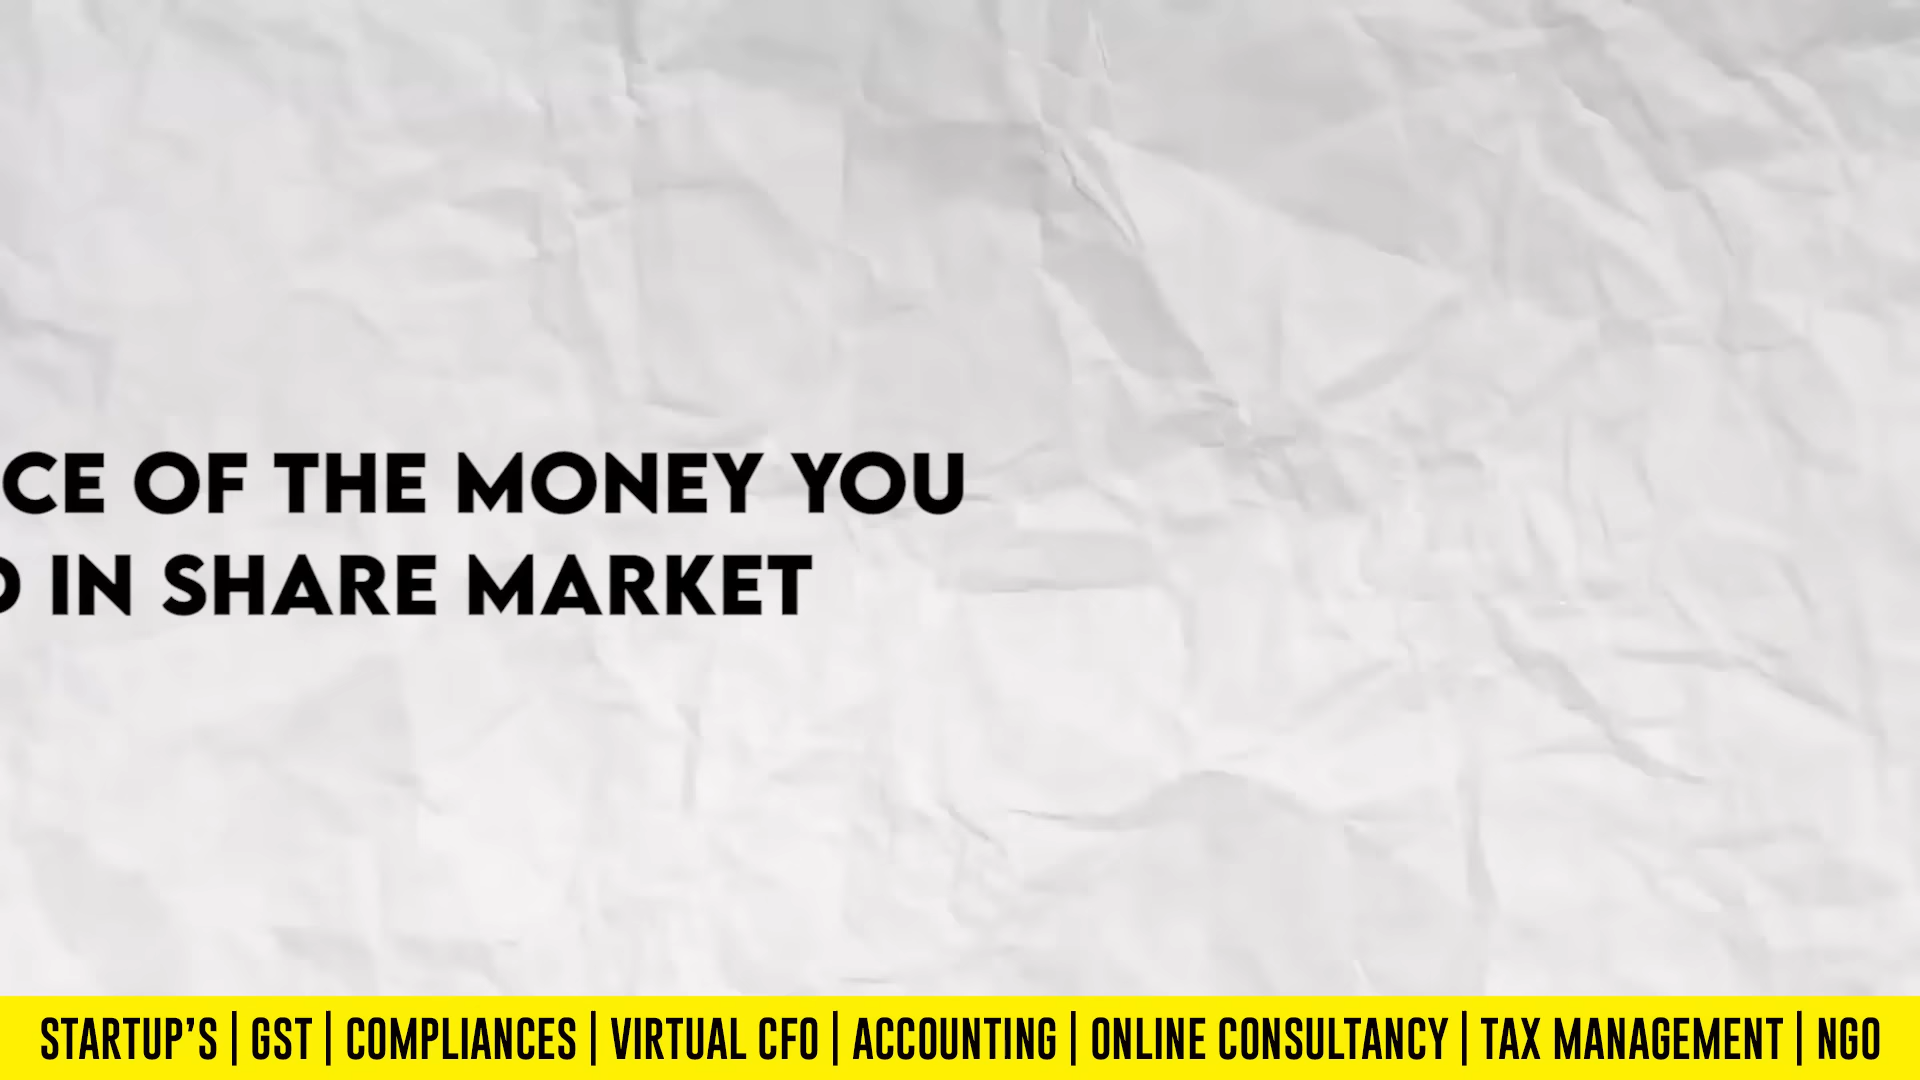 CE OF THE MONEY YOU
IN SHARE MARKET
STARTUP'S | GST | COMPLIANCES | VIRTUAL CFO | ACCOUNTING | ONLINE CONSULTANCY | TAX MANAGEMENT | NGO